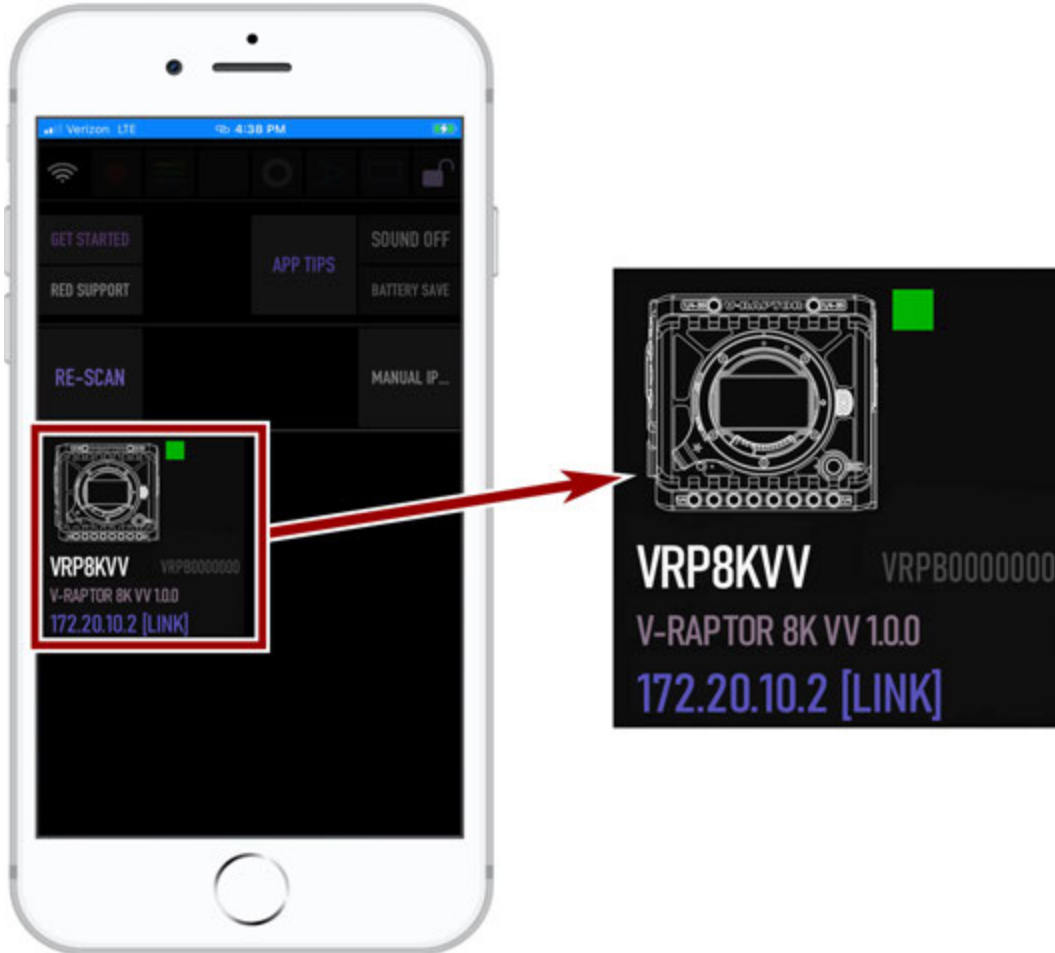 Verizon LTE 4:38 PM
GET STARTED
APP TIPS
SOUND OFF
RED SUPPORT
BATTERY SAVE
RE-SCAN
MANUAL IP...
VRP8KVV VRPB0000000
V-RAPTOR 8K VV 1.0.0
172.20.10.2 [LINK]
V-RAPTOR
VRP8KVV VRPB0000000
V-RAPTOR 8K VV 1.0.0
172.20.10.2 [LINK]